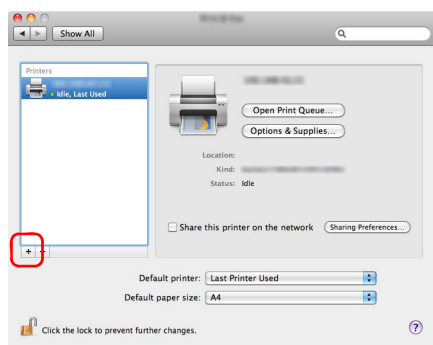 Show All
Printers
Idle, Last Used
Open Print Queue...
Options & Supplies...
Location:
Kind:
Status: Idle
Share this printer on the network Sharing Preferences...
+ −
Default printer: Last Printer Used
Default paper size: A4
Click the lock to prevent further changes.
?